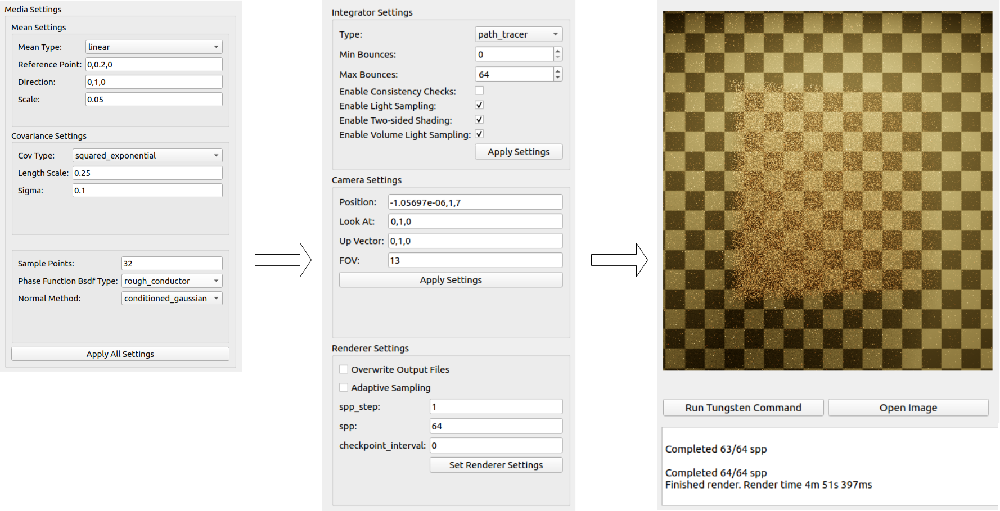 Media Settings
Mean Settings
Mean Type: linear
Reference Point: 0,0.2,0
Direction: 0,1,0
Scale: 0.05
Covariance Settings
Cov Type: squared_exponential
Length Scale: 0.25
Sigma: 0.1
Sample Points: 32
Phase Function Bsdf Type: rough_conductor
Normal Method: conditioned_gaussian
Apply All Settings
Integrator Settings
Type: path_tracer
Min Bounces: 0
Max Bounces: 64
Enable Consistency Checks:
Enable Light Sampling:
Enable Two-sided Shading:
Enable Volume Light Sampling:
Apply Settings
Camera Settings
Position: -1.05697e-06,1,7
Look At: 0,1,0
Up Vector: 0,1,0
FOV: 13
Apply Settings
Renderer Settings
Overwrite Output Files
Adaptive Sampling
spp_step: 1
spp: 64
checkpoint_interval: 0
Set Renderer Settings
Run Tungsten Command Open Image
Completed 63/64 spp
Completed 64/64 spp
Finished render. Render time 4m 51s 397ms